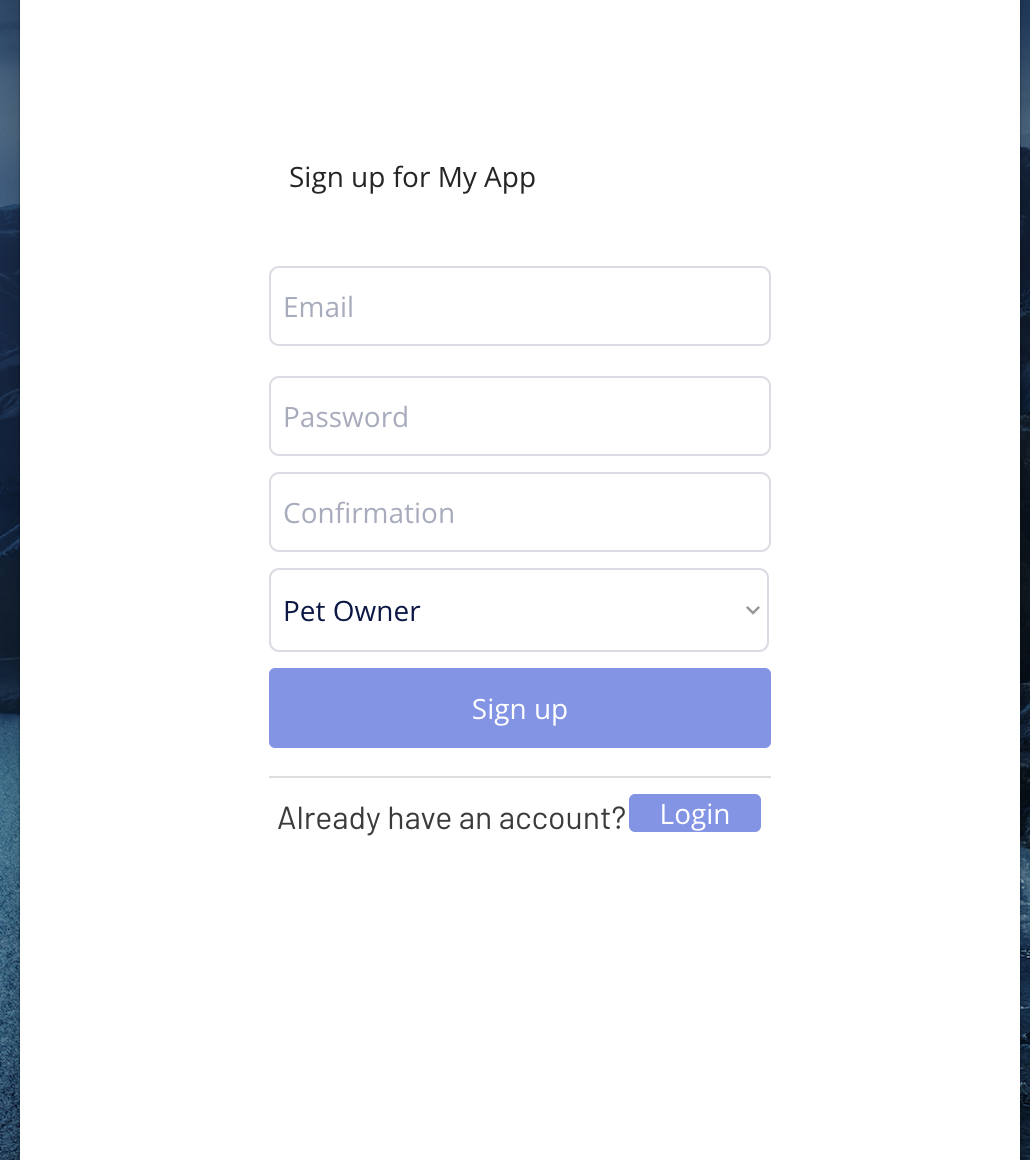 Sign up for My App
Email
Password
Confirmation
Pet Owner
Sign up
Already have an account? Login